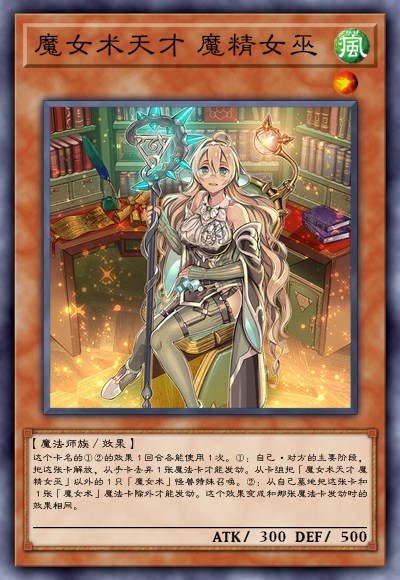 魔女术天才 魔精女巫
風
【魔法师族／效果】
这个卡名的①②的效果1回合各能使用1次。①：自己·对方的主要阶段，
把这张卡解放，从手卡丢弃1张魔法卡才能发动。从卡组把「魔女术天才 魔
精女巫」以外的1只「魔女术」怪兽特殊召唤。②：从自己墓地把这张卡和
1张「魔女术」魔法卡除外才能发动。这个效果变成和那张魔法卡发动时的
效果相同。
ATK/ 300 DEF/ 500